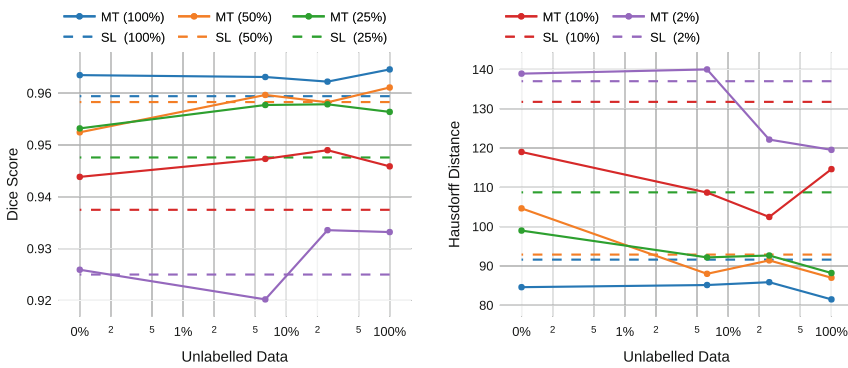 MT (100%) MT (50%) MT (25%)
SL (100%) SL (50%) SL (25%)
0.96
0.95
0.94
0.93
0.92
Dice Score
0% 2 5 1% 2 5 10% 2 5 100%
Unlabelled Data
MT (10%) MT (2%)
SL (10%) SL (2%)
140
130
120
110
100
90
80
Hausdorff Distance
0% 2 5 1% 2 5 10% 2 5 100%
Unlabelled Data